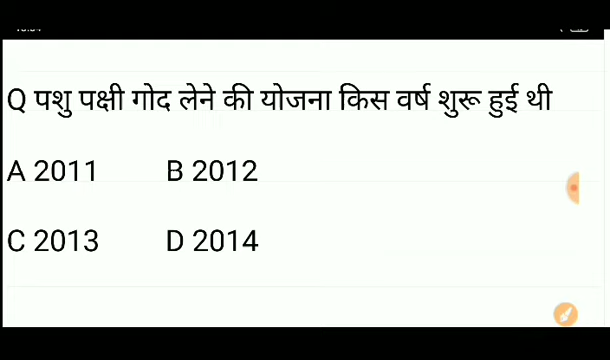 Q पशु पक्षी गोद लेने की योजना किस वर्ष शुरू हुई थी
A 2011 B 2012
C 2013 D 2014